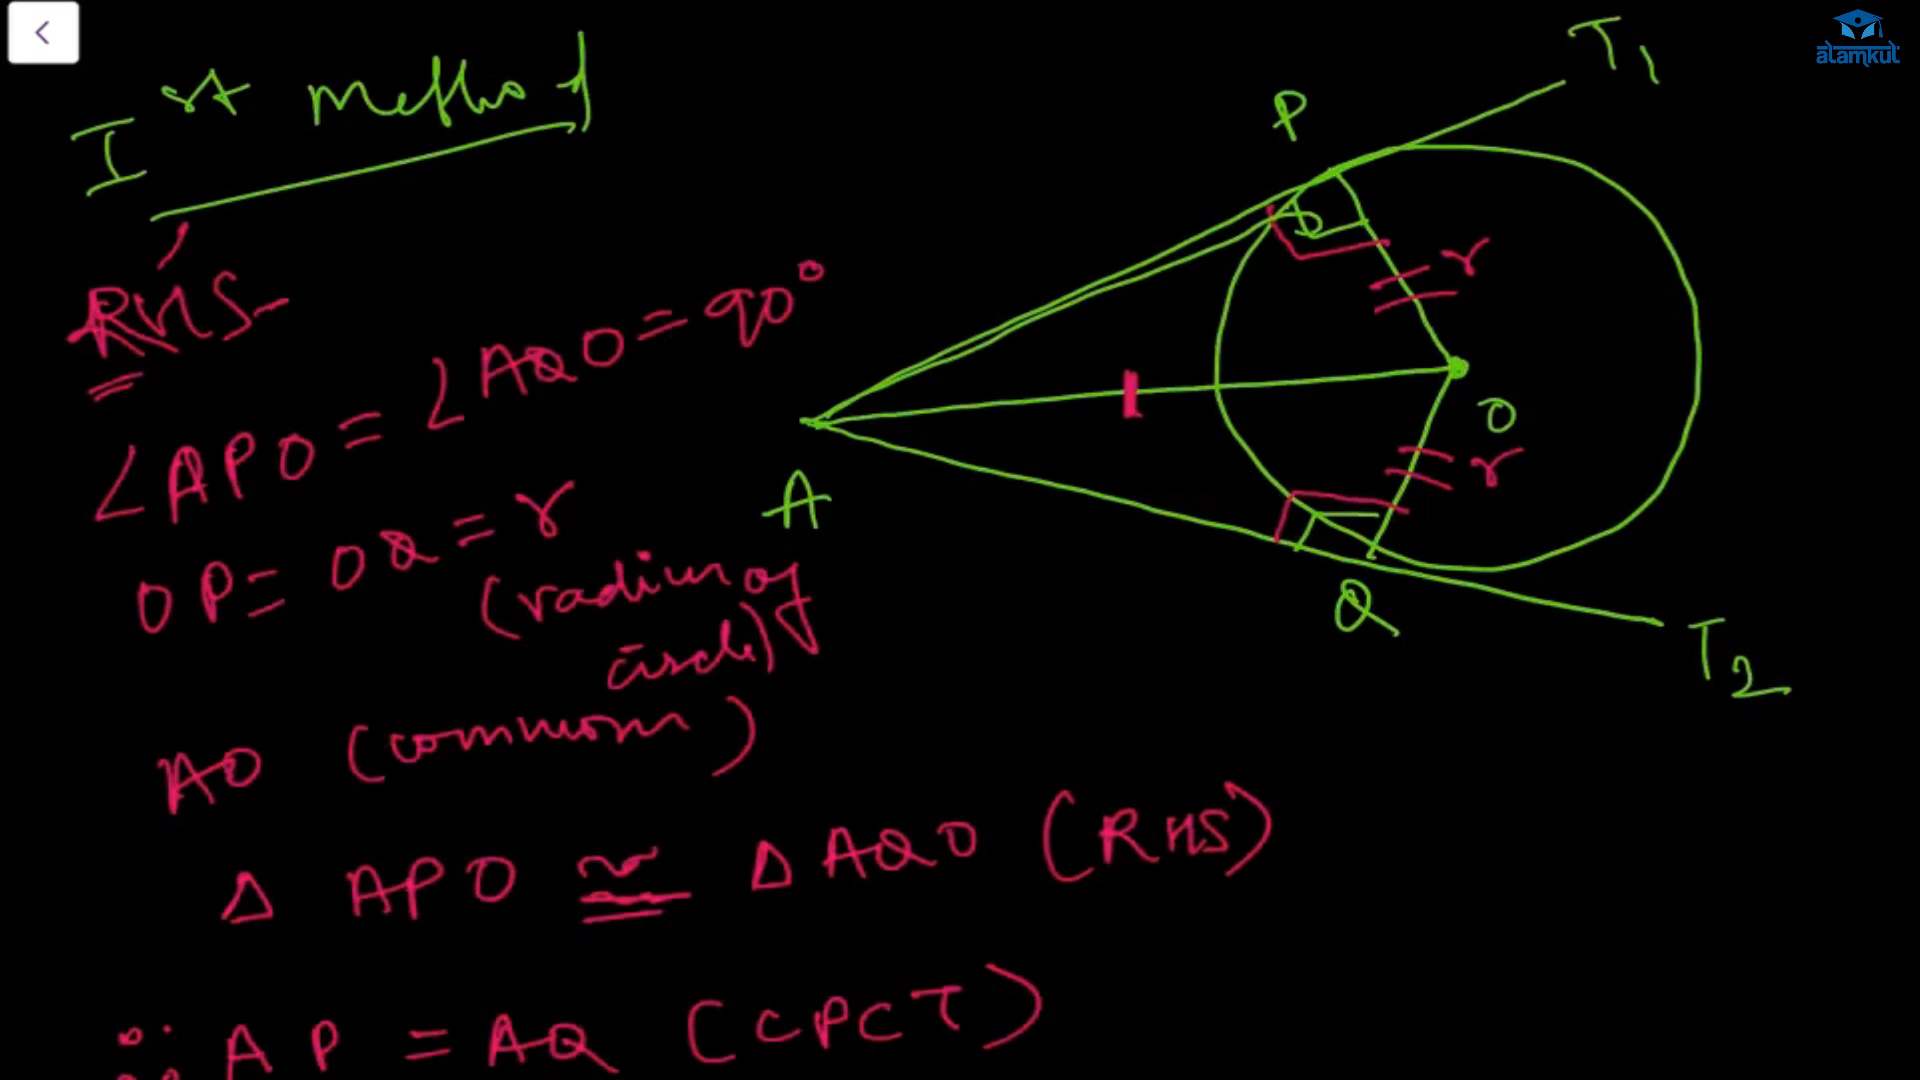 Ist method
RHS
∠APO = ∠AQO = 90°
OP = OQ = r
(radius of
circle)
AO (common)
Δ APO ≅ Δ AQO (RHS)
∴ AP = AQ (CPCT)
P
T1
r
O
r
A
Q
T2
alamkul